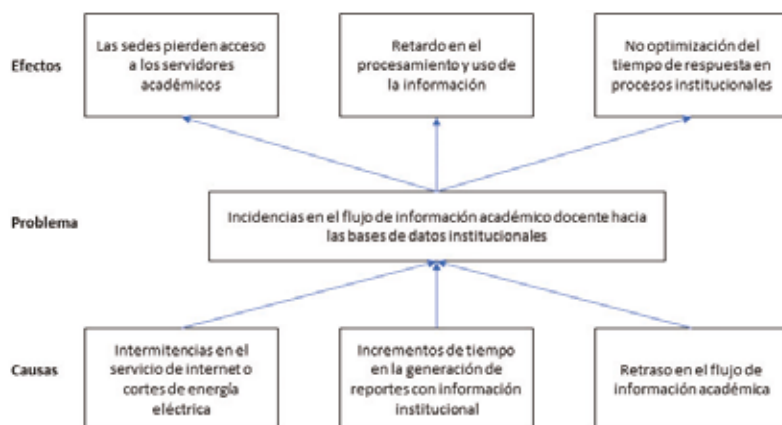 Efectos
Las sedes pierden acceso
a los servidores
académicos
Retardo en el
procesamiento y uso de
la información
No optimización del
tiempo de respuesta en
procesos institucionales
Problema
Incidencias en el flujo de información académico docente hacia
las bases de datos institucionales
Causas
Intermitencias en el
servicio de internet o
cortes de energía
eléctrica
Incrementos de tiempo
en la generación de
reportes con información
institucional
Retraso en el flujo de
información académica